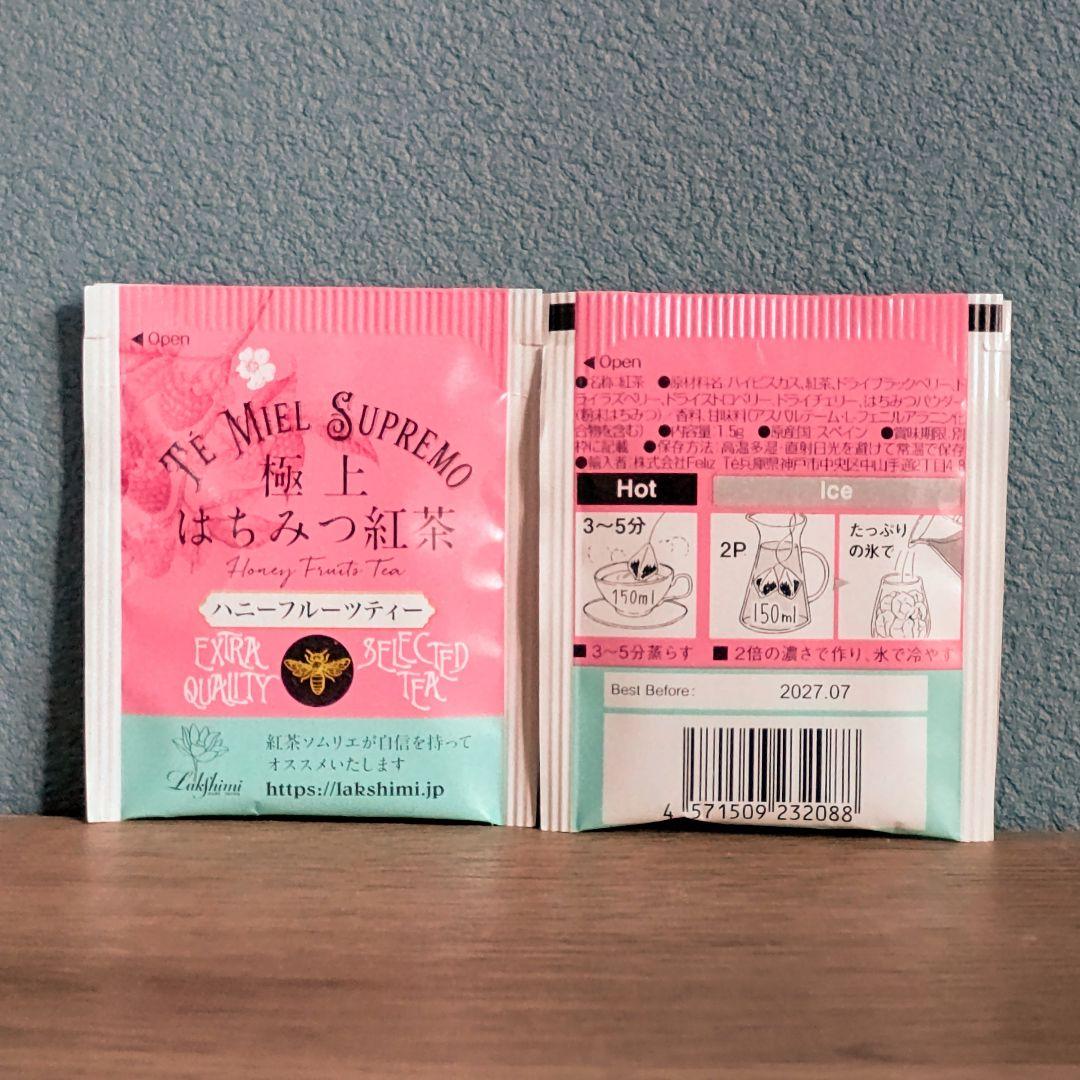 ◀ Open
TÉ MIEL SUPREMO
極上
はちみつ紅茶
Honey Fruits Tea
ハニーフルーツティー
EXTRA QUALITY
SELECTED TEA
Lakshimi
紅茶ソムリエが自信を持って
オススメいたします
https://lakshimi.jp
◀ Open
●名称 紅茶 ●原材料名 ハイビスカス、紅茶、ドライブラックベリー、ド
ライラズベリー、ドライストロベリー、ドライチェリー、はちみつパウダー
(粉末はちみつ) / 香料、甘味料(アスパルテーム・L-フェニルアラニン化
合物を含む) ●内容量 1.5g ●原産国 スペイン ●賞味期限 別
枠に記載 ●保存方法 高温多湿・直射日光を避けて常温で保存
●輸入者 株式会社Feliz Té 兵庫県神戸市中央区中山手通2丁目4-8
Hot
Ice
3〜5分
150ml
2P
150ml
たっぷり
の氷で
■ 3〜5分蒸らす
■ 2倍の濃さで作り、氷で冷やす
Best Before: 2027.07
4 571509 232088